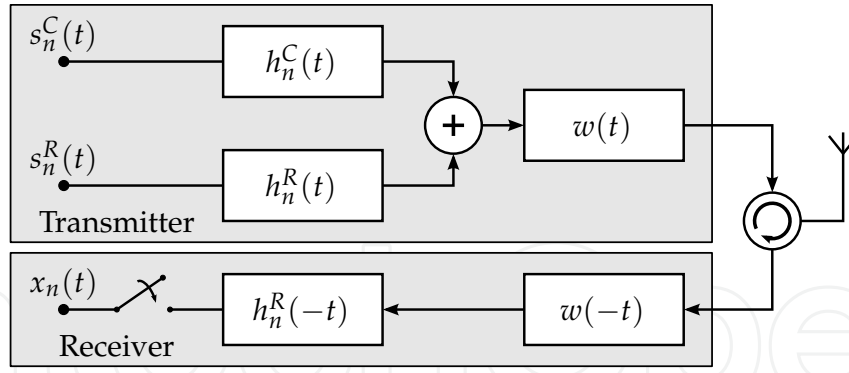 s_n^C(t)
h_n^C(t)
+
w(t)
s_n^R(t)
h_n^R(t)
Transmitter
x_n(t)
h_n^R(−t)
w(−t)
Receiver